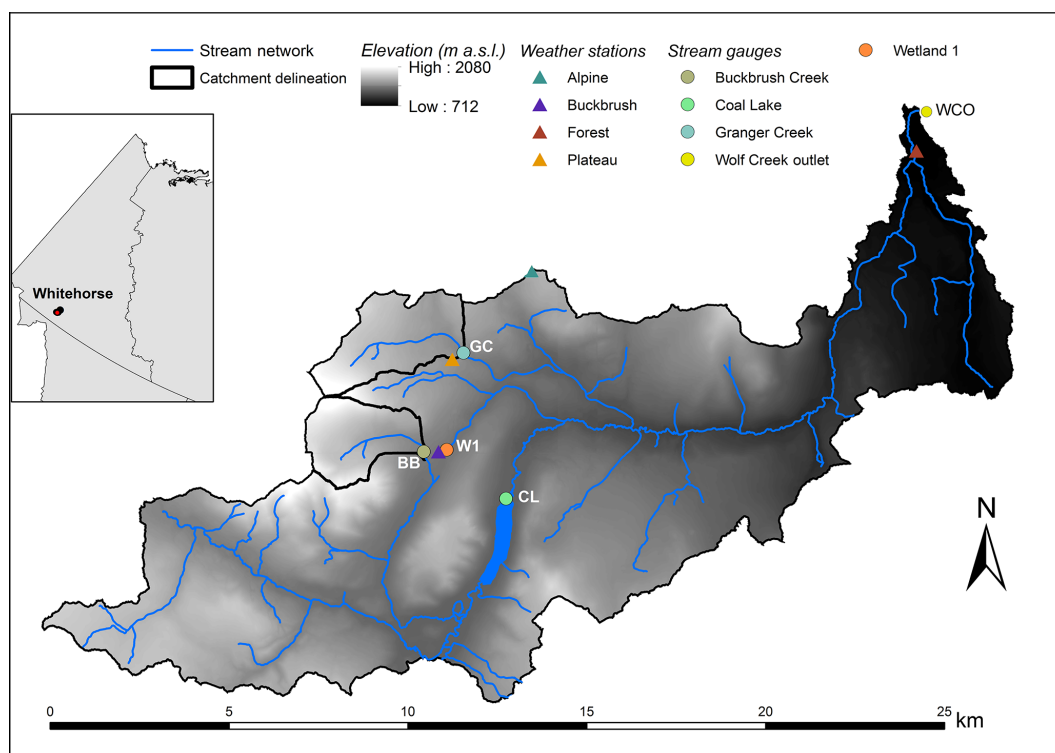 Stream network
Catchment delineation
Elevation (m a.s.l.)
High : 2080
Low : 712
Weather stations
Alpine
Buckbrush
Forest
Plateau
Stream gauges
Buckbrush Creek
Coal Lake
Granger Creek
Wolf Creek outlet
Wetland 1
WCO
Whitehorse
GC
W1
BB
CL
N
0 5 10 15 20 25
km